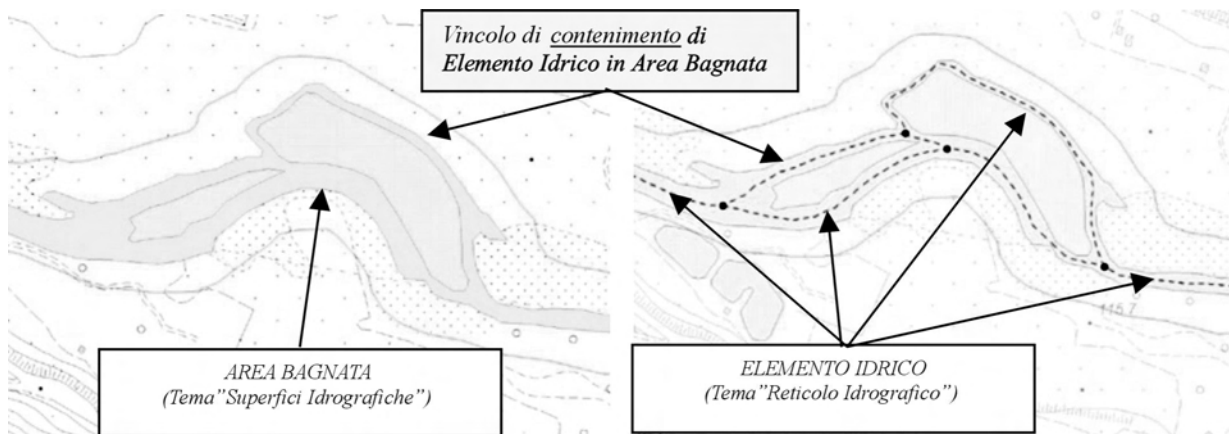 Vincolo di contenimento di
Elemento Idrico in Area Bagnata
115.7
AREA BAGNATA
(Tema"Superfici Idrografiche")
ELEMENTO IDRICO
(Tema"Reticolo Idrografico")